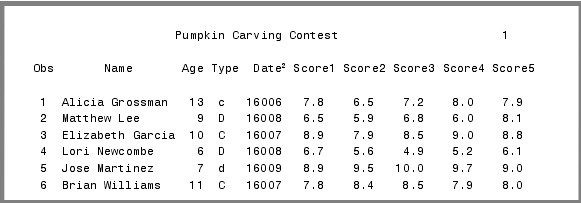 Pumpkin Carving Contest 1
Obs Name Age Type Date² Score1 Score2 Score3 Score4 Score5
1 Alicia Grossman 13 c 16006 7.8 6.5 7.2 8.0 7.9
2 Matthew Lee 9 D 16008 6.5 5.9 6.8 6.0 8.1
3 Elizabeth Garcia 10 C 16007 8.9 7.9 8.5 9.0 8.8
4 Lori Newcombe 6 D 16008 6.7 5.6 4.9 5.2 6.1
5 Jose Martinez 7 d 16009 8.9 9.5 10.0 9.7 9.0
6 Brian Williams 11 C 16007 7.8 8.4 8.5 7.9 8.0